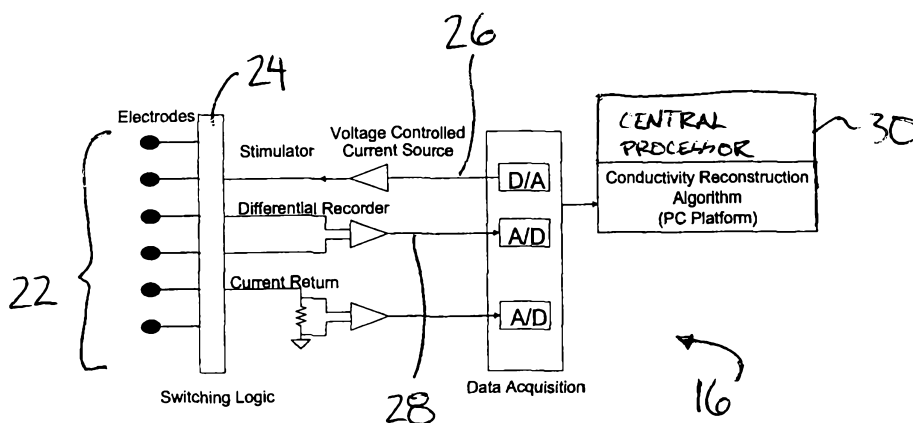 26
24
Electrodes
Voltage Controlled
Current Source
Stimulator
D/A
CENTRAL
PROCESSOR
30
Conductivity Reconstruction
Algorithm
(PC Platform)
Differential Recorder
A/D
22
Current Return
A/D
Switching Logic
28
Data Acquisition
16